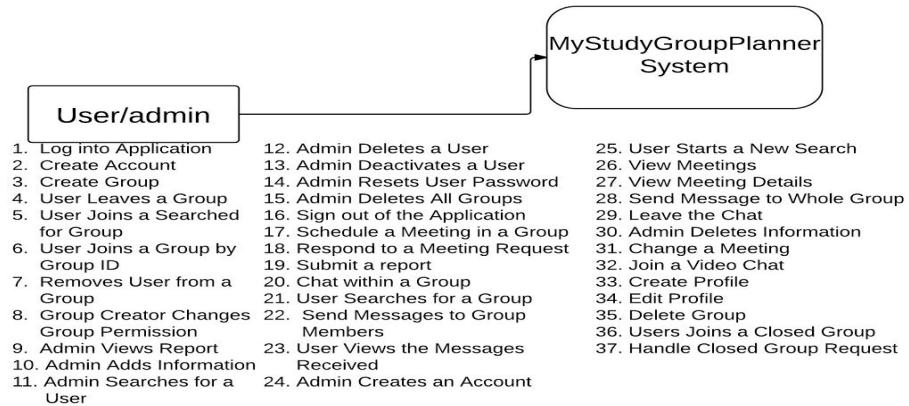 MyStudyGroupPlanner
System
User/admin
1. Log into Application
2. Create Account
3. Create Group
4. User Leaves a Group
5. User Joins a Searched
for Group
6. User Joins a Group by
Group ID
7. Removes User from a
Group
8. Group Creator Changes
Group Permission
9. Admin Views Report
10. Admin Adds Information
11. Admin Searches for a
User
12. Admin Deletes a User
13. Admin Deactivates a User
14. Admin Resets User Password
15. Admin Deletes All Groups
16. Sign out of the Application
17. Schedule a Meeting in a Group
18. Respond to a Meeting Request
19. Submit a report
20. Chat within a Group
21. User Searches for a Group
22. Send Messages to Group
Members
23. User Views the Messages
Received
24. Admin Creates an Account
25. User Starts a New Search
26. View Meetings
27. View Meeting Details
28. Send Message to Whole Group
29. Leave the Chat
30. Admin Deletes Information
31. Change a Meeting
32. Join a Video Chat
33. Create Profile
34. Edit Profile
35. Delete Group
36. Users Joins a Closed Group
37. Handle Closed Group Request